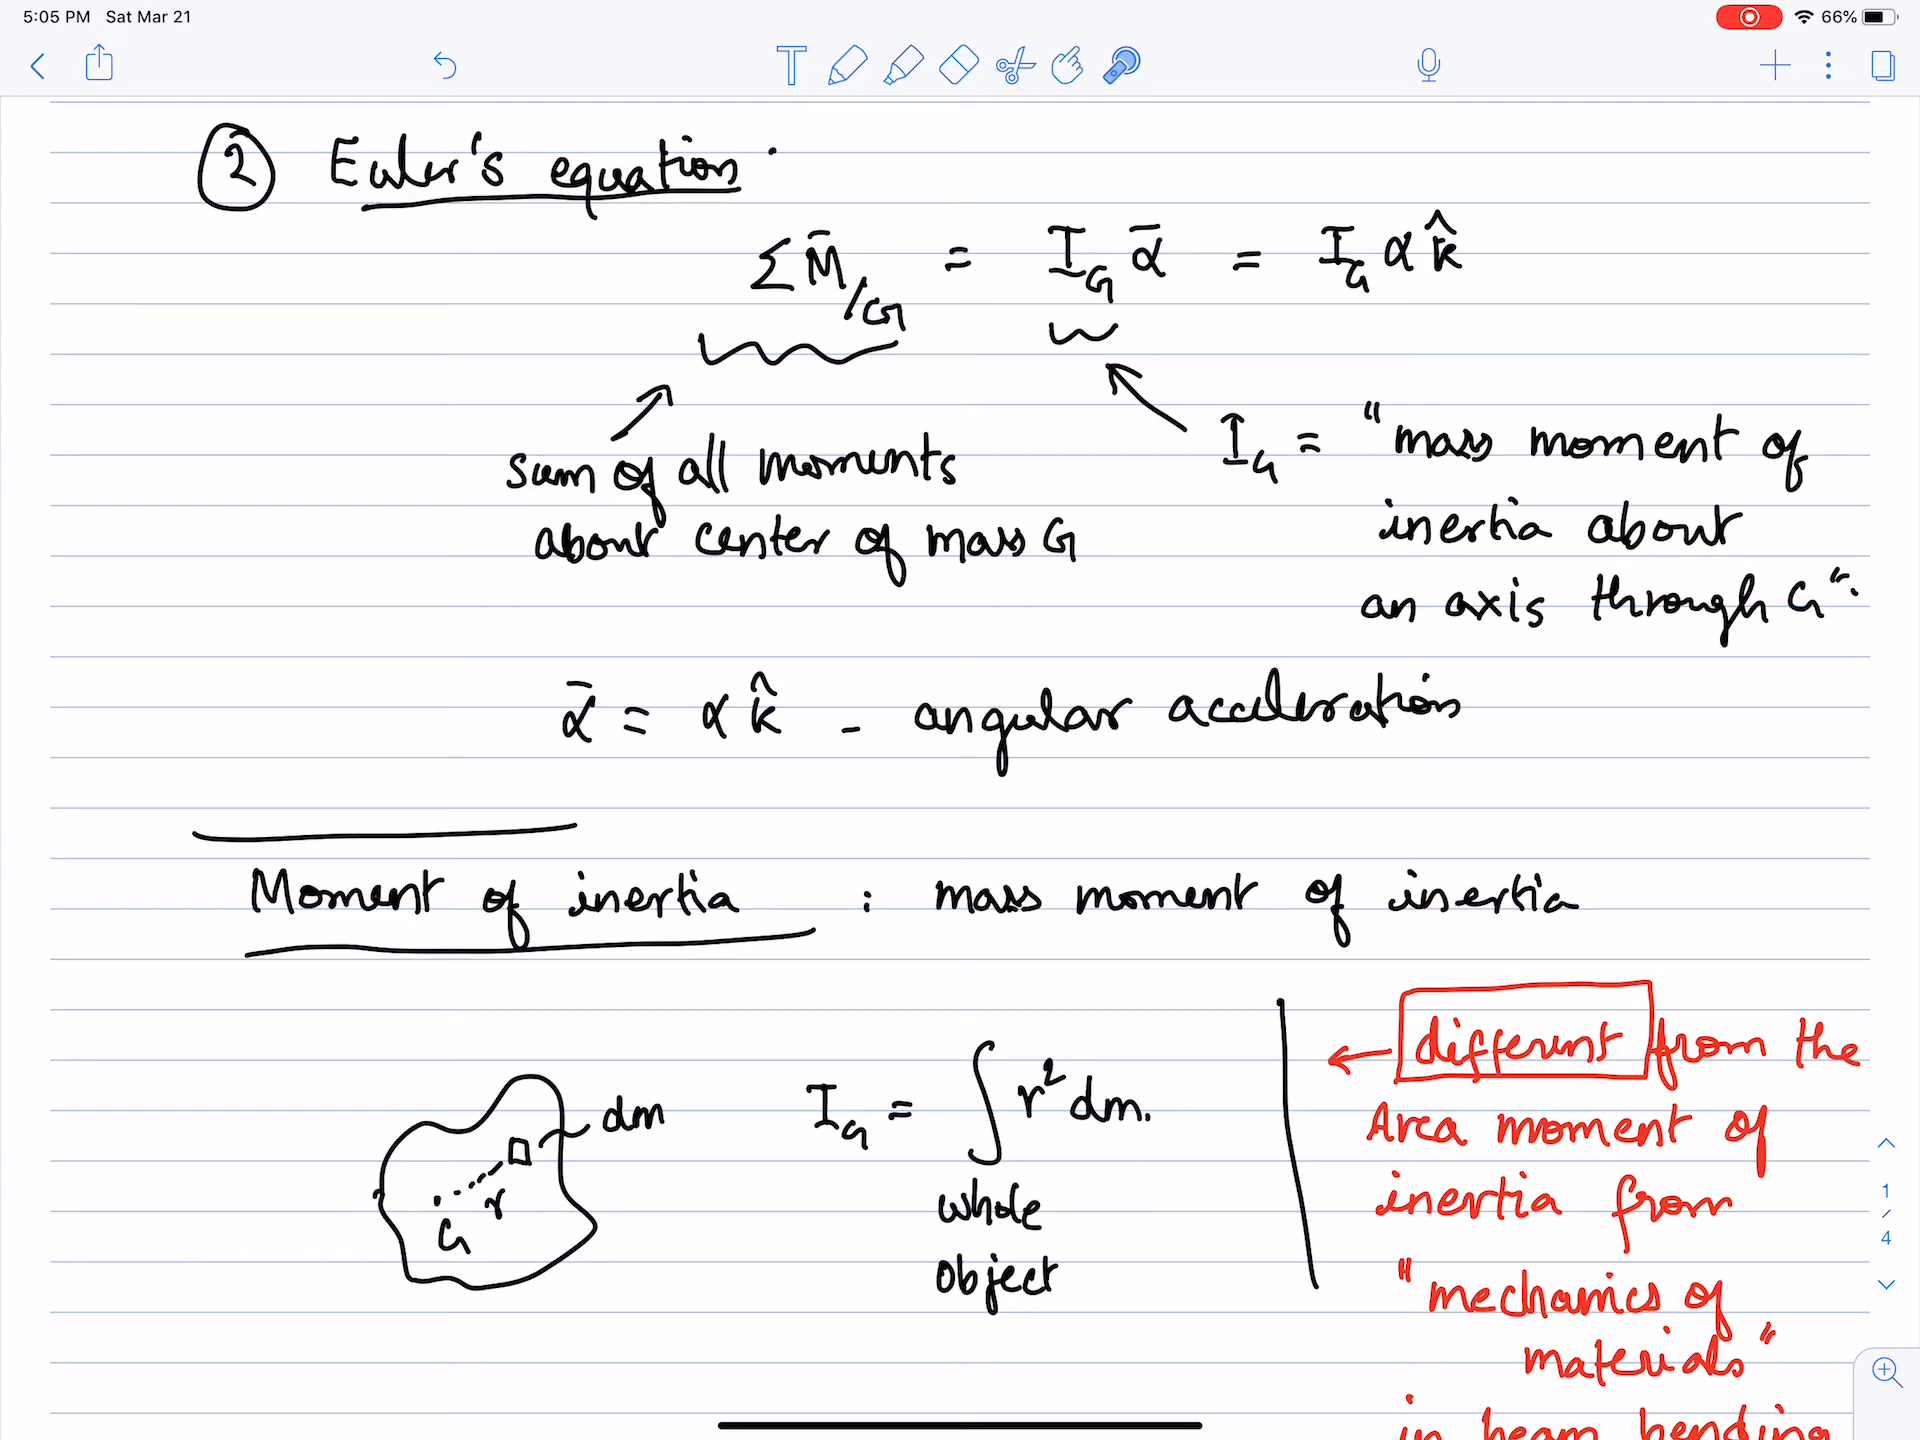 5:05 PM Sat Mar 21
66%
② Euler's equation.
Σ M̄/G = I_G ᾱ = I_G α k̂
sum of all moments
about center of mass G
I_G = "mass moment of
inertia about
an axis through G".
ᾱ = α k̂ - angular acceleration
Moment of inertia : mass moment of inertia
dm
r
G
I_G = ∫ r² dm.
whole
object
← different from the
Area moment of
inertia from
"mechanics of
materials"
in beam bending
1
/
4